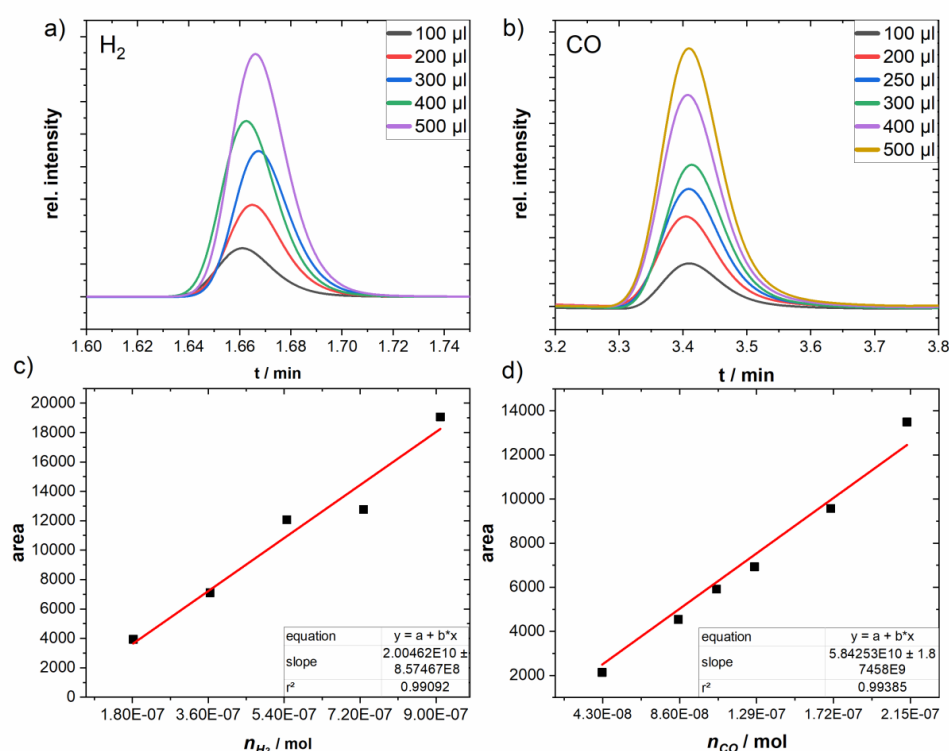 a)
H₂
100 µl
200 µl
300 µl
400 µl
500 µl
rel. intensity
1.60 1.62 1.64 1.66 1.68 1.70 1.72 1.74
t / min
b)
CO
100 µl
200 µl
250 µl
300 µl
400 µl
500 µl
rel. intensity
3.2 3.3 3.4 3.5 3.6 3.7 3.8
t / min
c)
20000
18000
16000
14000
12000
10000
8000
6000
4000
2000
0
area
equation y = a + b*x
slope 2.00462E10 ±
8.57467E8
r² 0.99092
1.80E-07 3.60E-07 5.40E-07 7.20E-07 9.00E-07
n_H₂ / mol
d)
14000
12000
10000
8000
6000
4000
2000
area
equation y = a + b*x
slope 5.84253E10 ± 1.8
7458E9
r² 0.99385
4.30E-08 8.60E-08 1.29E-07 1.72E-07 2.15E-07
n_CO / mol